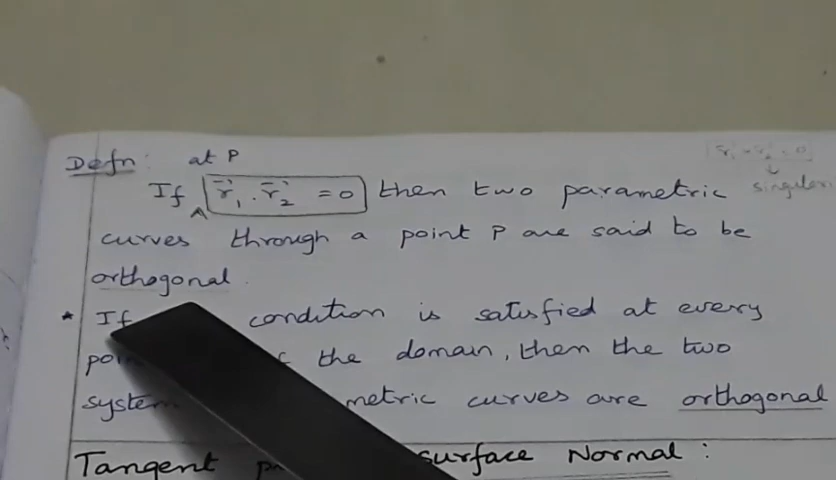 Defn: at P
If r̄₁ . r̄₂ = 0 then two parametric
curves through a point P are said to be
orthogonal.
* If condition is satisfied at every
the domain, then the two
curves are orthogonal
Tangent surface Normal: